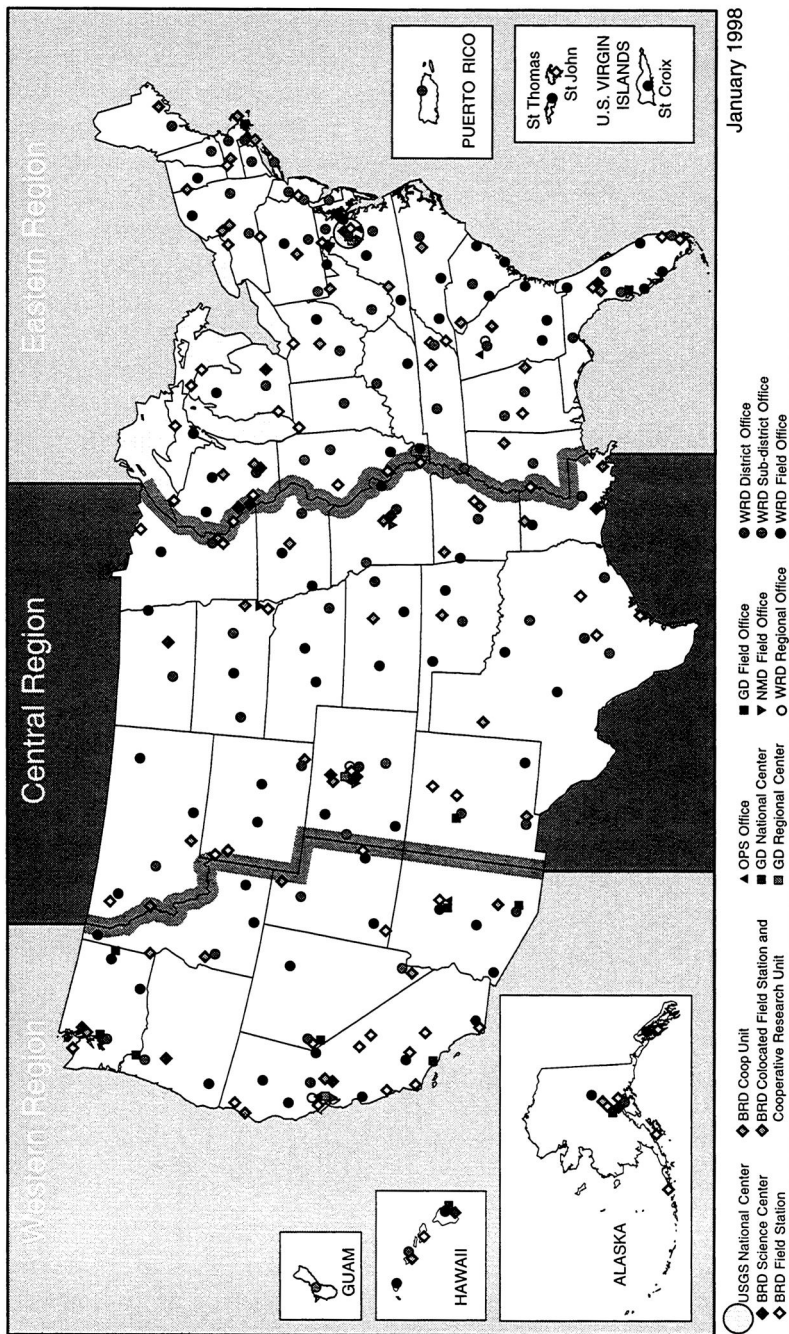 Western Region
Central Region
Eastern Region
GUAM
HAWAII
ALASKA
PUERTO RICO
St Thomas
St John
U.S. VIRGIN
ISLANDS
St Croix
USGS National Center
BRD Science Center
BRD Field Station
BRD Coop Unit
BRD Colocated Field Station and
Cooperative Research Unit
OPS Office
GD National Center
GD Regional Center
GD Field Office
NMD Field Office
WRD Regional Office
WRD District Office
WRD Sub-district Office
WRD Field Office
January 1998